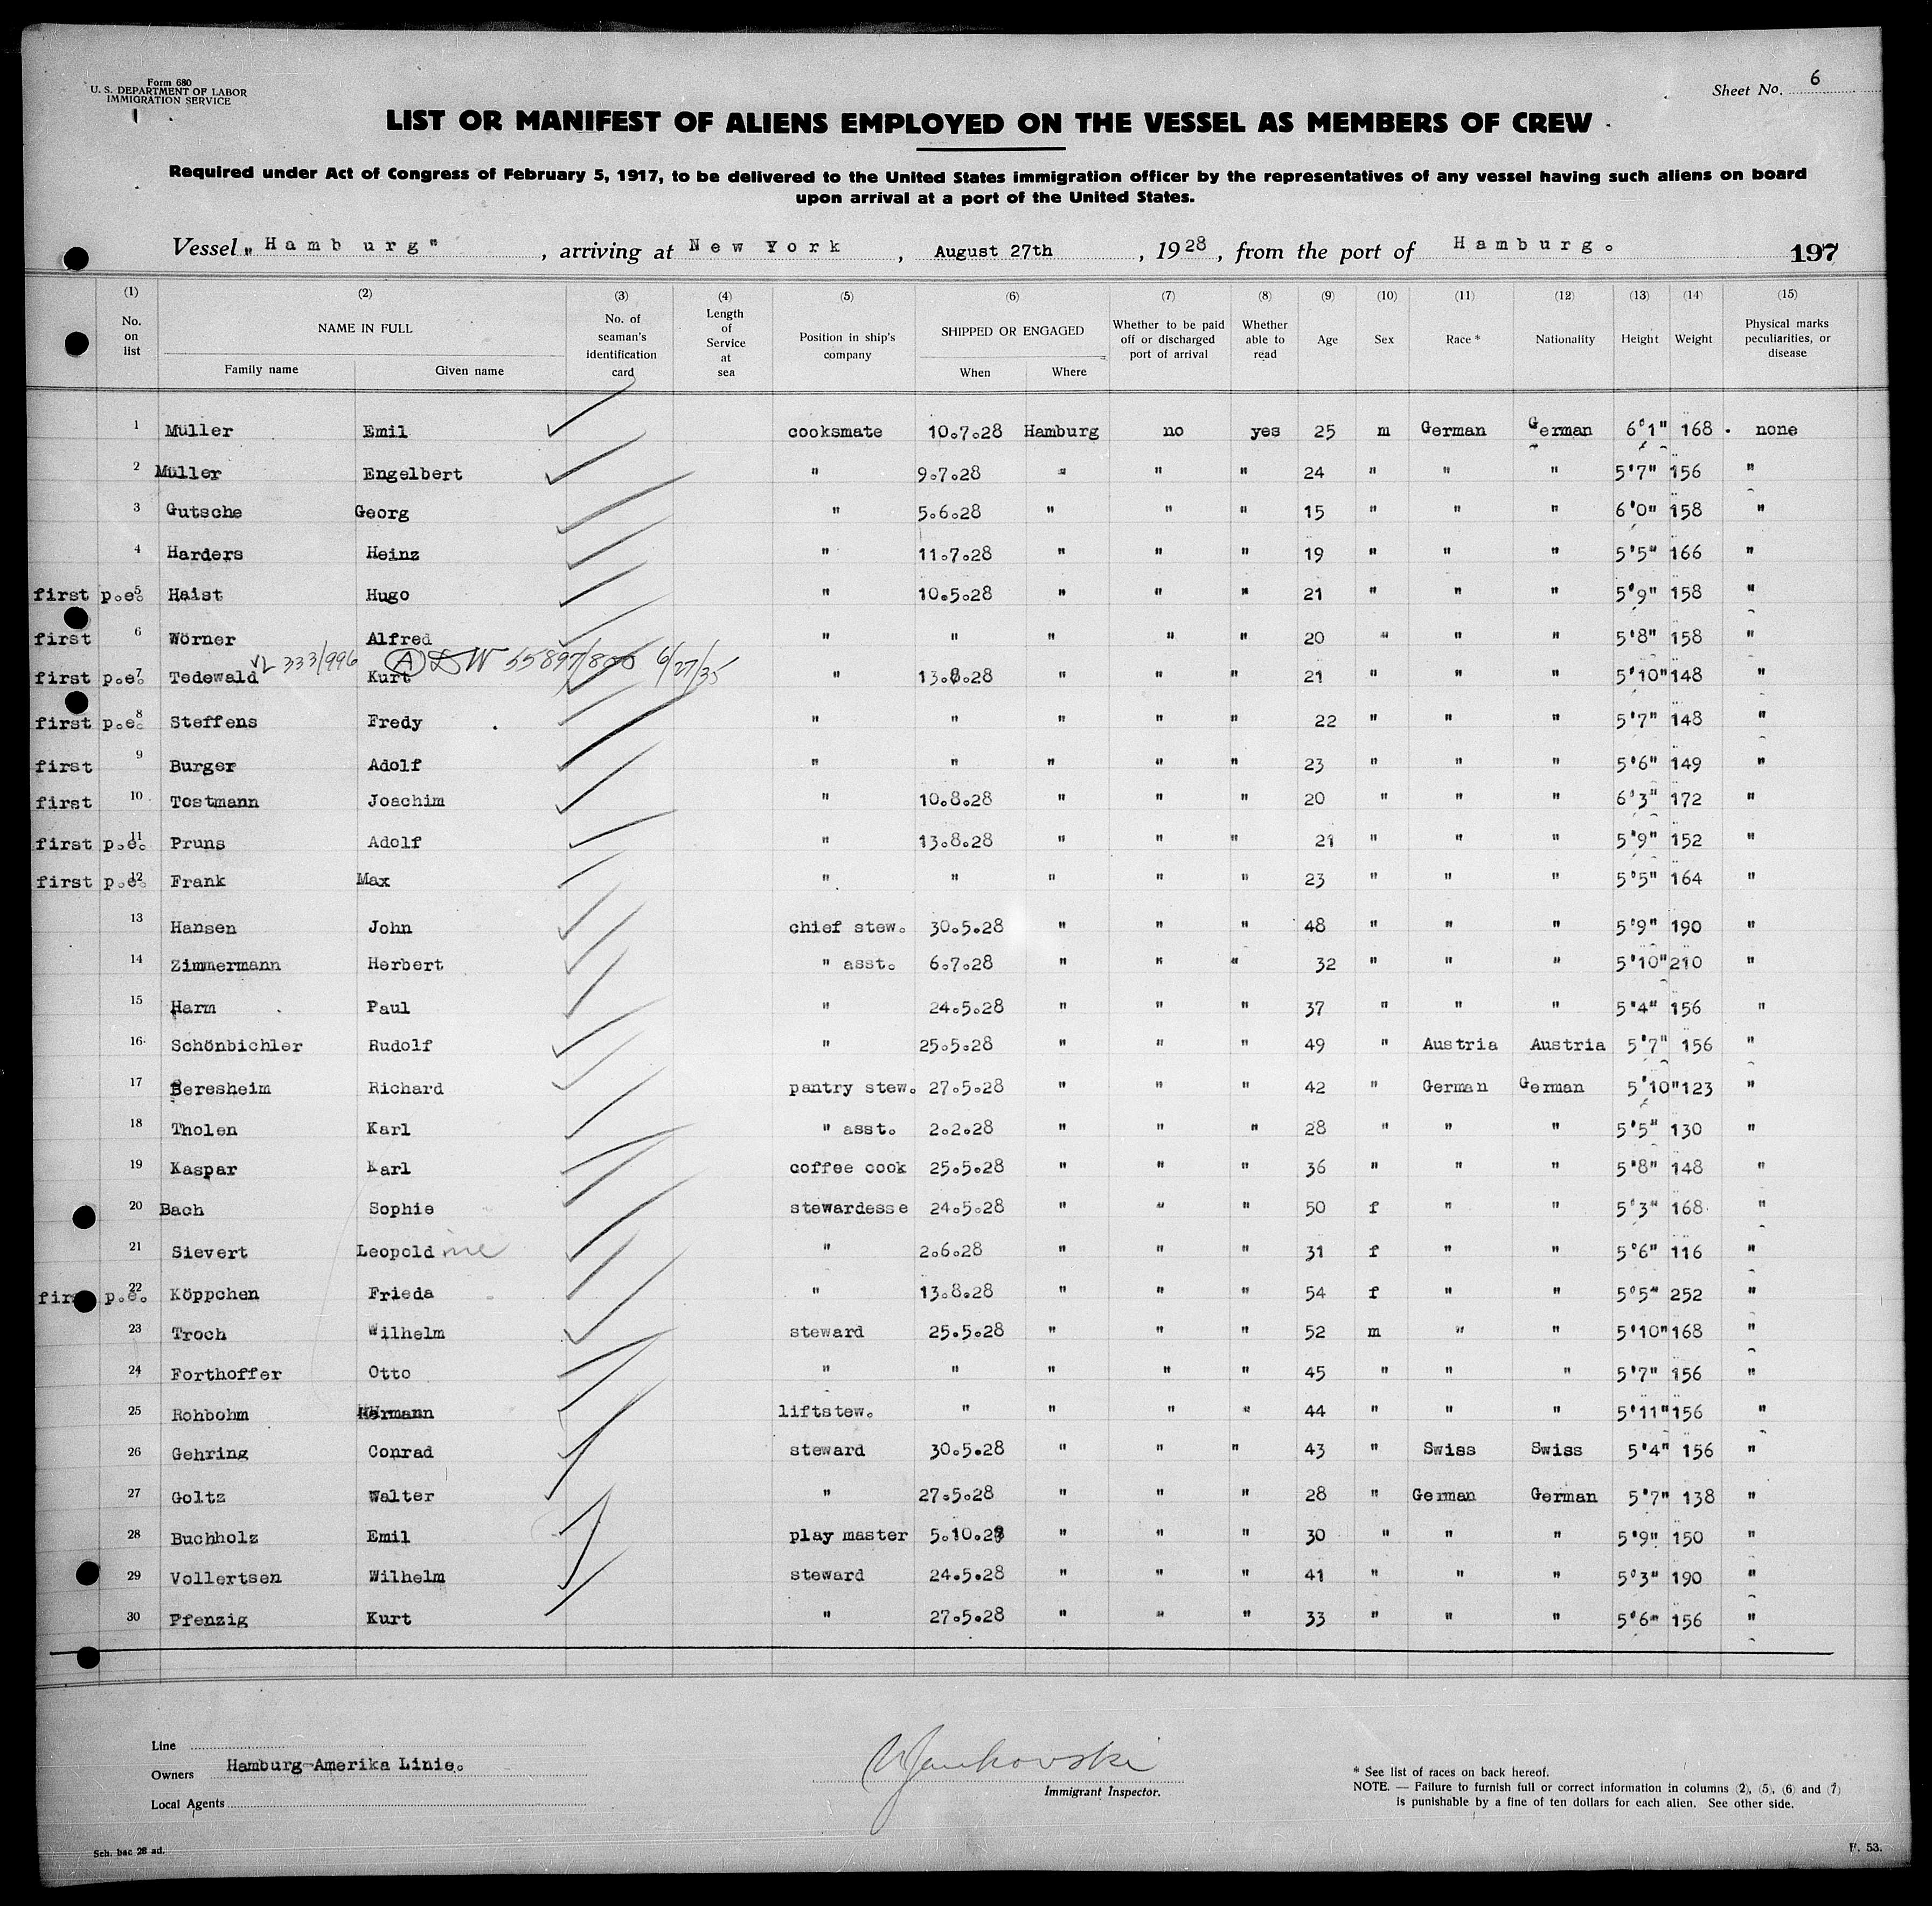 Form 680
U. S. DEPARTMENT OF LABOR
IMMIGRATION SERVICE
Sheet No. 6
LIST OR MANIFEST OF ALIENS EMPLOYED ON THE VESSEL AS MEMBERS OF CREW
Required under Act of Congress of February 5, 1917, to be delivered to the United States immigration officer by the representatives of any vessel having such aliens on board
upon arrival at a port of the United States.
Vessel „Hamburg" , arriving at New York , August 27th , 1928 , from the port of Hamburg. 197
(1) (2) (3) (4) (5) (6) (7) (8) (9) (10) (11) (12) (13) (14) (15)
No. on list NAME IN FULL Family name Given name No. of seaman's identification card Length of Service at sea Position in ship's company SHIPPED OR ENGAGED When Where Whether to be paid off or discharged port of arrival Whether able to read Age Sex Race * Nationality Height Weight Physical marks peculiarities, or disease
1 Müller Emil cooksmate 10.7.28 Hamburg no yes 25 m German German 6'1" 168 . none
2 Müller Engelbert " 9.7.28 " " " 24 " " " 5'7" 156 "
3 Gutsche Georg " 5.6.28 " " " 15 " " " 6'0" 158 "
4 Harders Heinz " 11.7.28 " " " 19 " " " 5'5" 166 "
first p.e. 5 Haist Hugo " 10.5.28 " " " 21 " " " 5'9" 158 "
first 6 Wörner Alfred " " " " " 20 " " " 5'8" 158 "
VL 333/996 Ⓐ 6/27/35
first p.e. 7 Tedewald Kurt " 13.8.28 " " " 21 " " " 5'10" 148 "
first p.e. 8 Steffens Fredy " " " " " 22 " " " 5'7" 148 "
first 9 Burger Adolf " " " " " 23 " " " 5'6" 149 "
first 10 Tostmann Joachim " 10.8.28 " " " 20 " " " 6'3" 172 "
first p.e. 11 Pruns Adolf " 13.8.28 " " " 21 " " " 5'9" 152 "
first p.e. 12 Frank Max " " " " " 23 " " " 5'5" 164 "
13 Hansen John chief stew. 30.5.28 " " " 48 " " " 5'9" 190 "
14 Zimmermann Herbert " asst. 6.7.28 " " " 32 " " " 5'10" 210 "
15 Harm Paul " 24.5.28 " " " 37 " " " 5'4" 156 "
16 Schönbichler Rudolf " 25.5.28 " " " 49 " Austria Austria 5'7" 156 "
17 Beresheim Richard pantry stew. 27.5.28 " " " 42 " German German 5'10" 123 "
18 Tholen Karl " asst. 2.2.28 " " " 28 " " " 5'5" 130 "
19 Kaspar Karl coffee cook 25.5.28 " " " 36 " " " 5'8" 148 "
20 Bach Sophie stewardesse 24.5.28 " " " 50 f " " 5'3" 168 "
21 Sievert Leopoldine " 2.6.28 " " " 31 f " " 5'6" 116 "
first p.e. 22 Köppchen Frieda " 13.8.28 " " " 54 f " " 5'5" 252 "
23 Troch Wilhelm steward 25.5.28 " " " 52 m " " 5'10" 168 "
24 Forthoffer Otto " " " " " 45 " " " 5'7" 156 "
25 Rohbohm Hermann liftstew. " " " " 44 " " " 5'11" 156 "
26 Gehring Conrad steward 30.5.28 " " " 43 " Swiss Swiss 5'4" 156 "
27 Goltz Walter " 27.5.28 " " " 28 " German German 5'7" 138 "
28 Buchholz Emil play master " " " 30 " " " 5'9" 150 "
29 Vollertsen Wilhelm steward 24.5.28 " " " 41 " " " 5'3" 190 "
30 Pfenzig Kurt " 27.5.28 " " " 33 " " " 5'6" 156 "
Line
Owners Hamburg-Amerika Linie.
Local Agents
Immigrant Inspector.
* See list of races on back hereof.
NOTE. — Failure to furnish full or correct information in columns (2), (5), (6) and (7)
is punishable by a fine of ten dollars for each alien. See other side.
Sch. bac 28 ad.
F. 53.